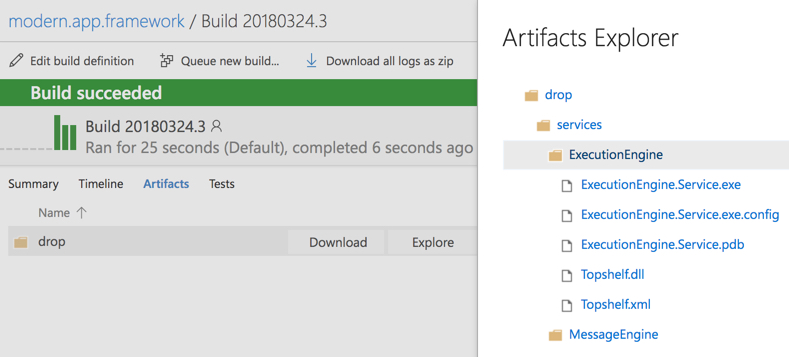 modern.app.framework / Build 20180324.3
Edit build definition
Queue new build...
Download all logs as zip
Build succeeded
Build 20180324.3
Ran for 25 seconds (Default), completed 6 seconds ago
Summary
Timeline
Artifacts
Tests
Name
drop
Download
Explore
Artifacts Explorer
drop
services
ExecutionEngine
ExecutionEngine.Service.exe
ExecutionEngine.Service.exe.config
ExecutionEngine.Service.pdb
Topshelf.dll
Topshelf.xml
MessageEngine